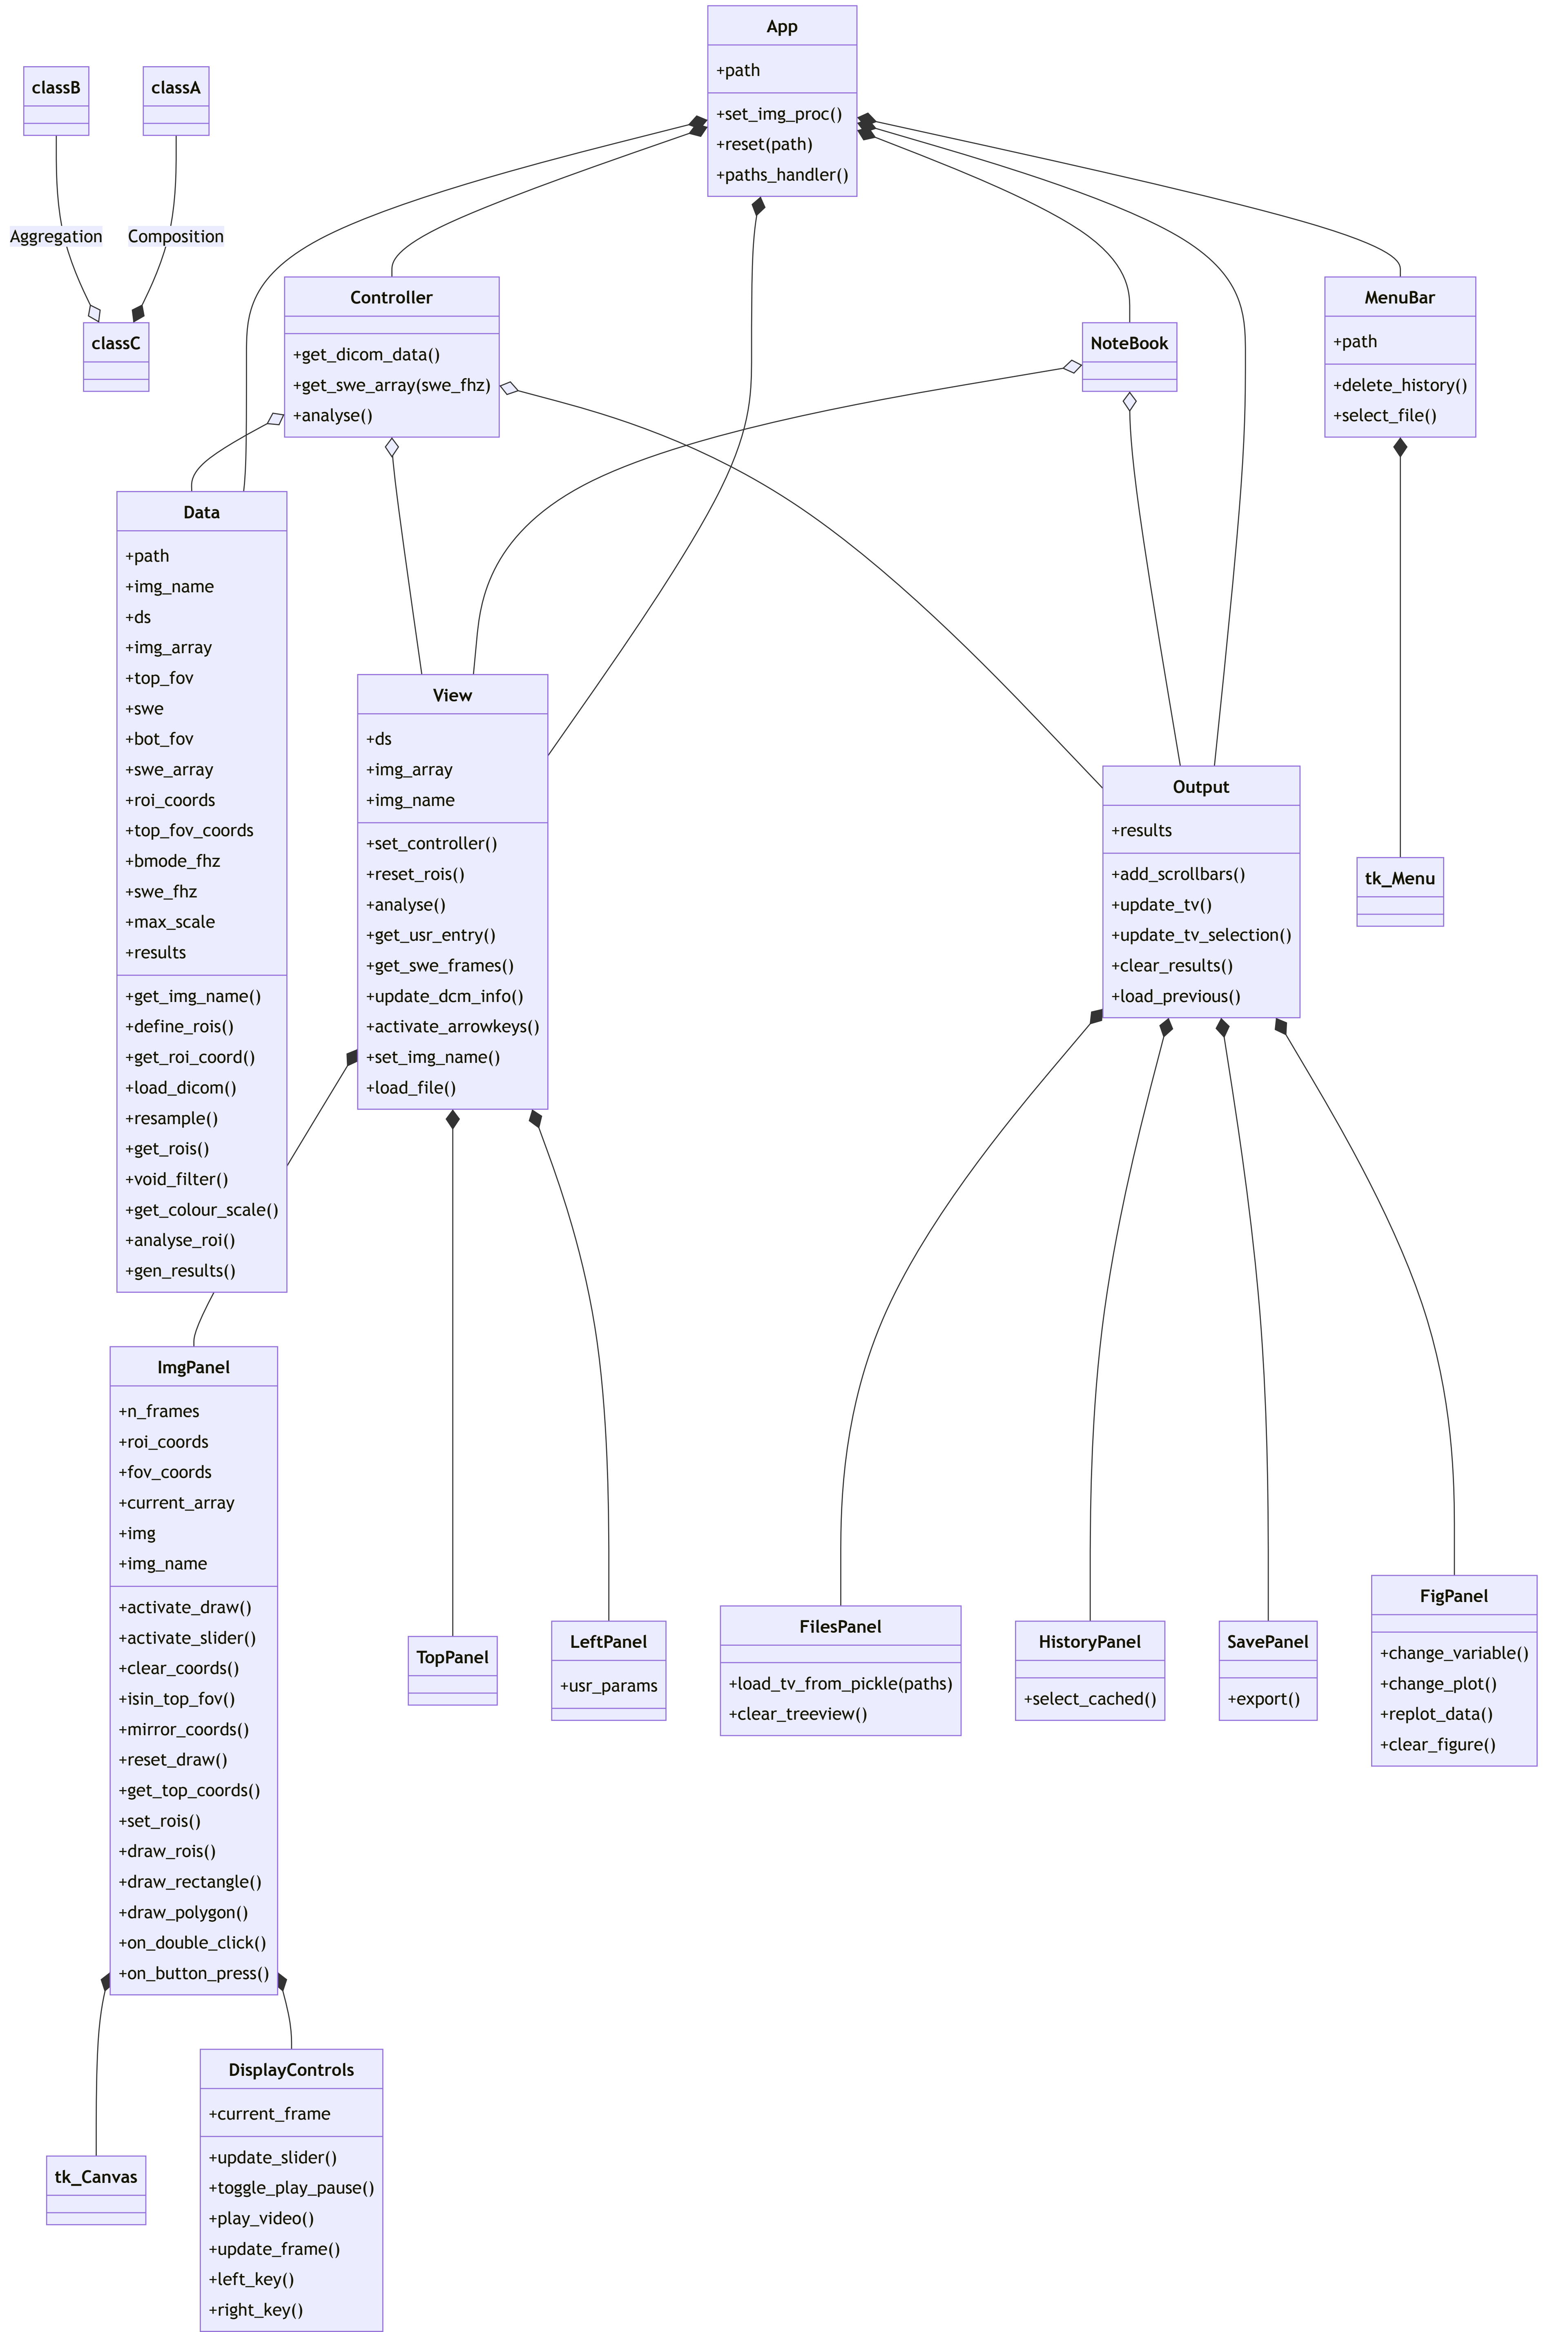 App
+path
+set_img_proc()
+reset(path)
+paths_handler()
classB
classA
Aggregation
Composition
classC
Controller
+get_dicom_data()
+get_swe_array(swe_fhz)
+analyse()
NoteBook
MenuBar
+path
+delete_history()
+select_file()
Data
+path
+img_name
+ds
+img_array
+top_fov
+swe
+bot_fov
+swe_array
+roi_coords
+top_fov_coords
+bmode_fhz
+swe_fhz
+max_scale
+results
+get_img_name()
+define_rois()
+get_roi_coord()
+load_dicom()
+resample()
+get_rois()
+void_filter()
+get_colour_scale()
+analyse_roi()
+gen_results()
View
+ds
+img_array
+img_name
+set_controller()
+reset_rois()
+analyse()
+get_usr_entry()
+get_swe_frames()
+update_dcm_info()
+activate_arrowkeys()
+set_img_name()
+load_file()
Output
+results
+add_scrollbars()
+update_tv()
+update_tv_selection()
+clear_results()
+load_previous()
tk_Menu
ImgPanel
+n_frames
+roi_coords
+fov_coords
+current_array
+img
+img_name
+activate_draw()
+activate_slider()
+clear_coords()
+isin_top_fov()
+mirror_coords()
+reset_draw()
+get_top_coords()
+set_rois()
+draw_rois()
+draw_rectangle()
+draw_polygon()
+on_double_click()
+on_button_press()
TopPanel
LeftPanel
+usr_params
FilesPanel
+load_tv_from_pickle(paths)
+clear_treeview()
HistoryPanel
+select_cached()
SavePanel
+export()
FigPanel
+change_variable()
+change_plot()
+replot_data()
+clear_figure()
tk_Canvas
DisplayControls
+current_frame
+update_slider()
+toggle_play_pause()
+play_video()
+update_frame()
+left_key()
+right_key()